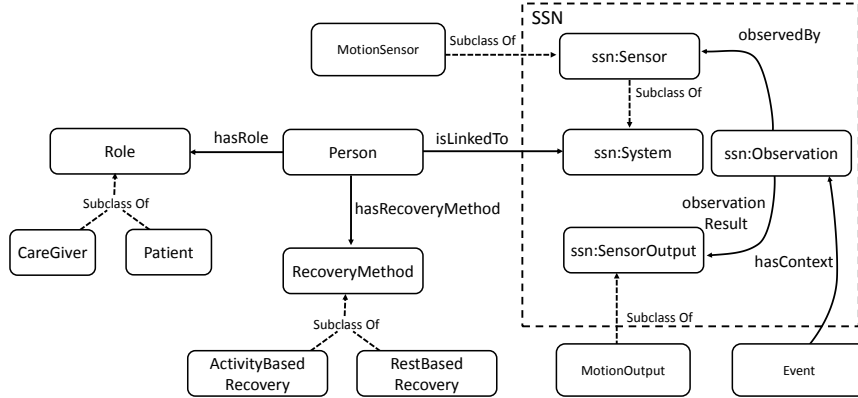 SSN
observedBy
MotionSensor
Subclass Of
ssn:Sensor
Subclass Of
Role
hasRole
Person
isLinkedTo
ssn:System
ssn:Observation
Subclass Of
hasRecoveryMethod
observation
Result
CareGiver
Patient
RecoveryMethod
ssn:SensorOutput
hasContext
Subclass Of
Subclass Of
ActivityBased
Recovery
RestBased
Recovery
MotionOutput
Event